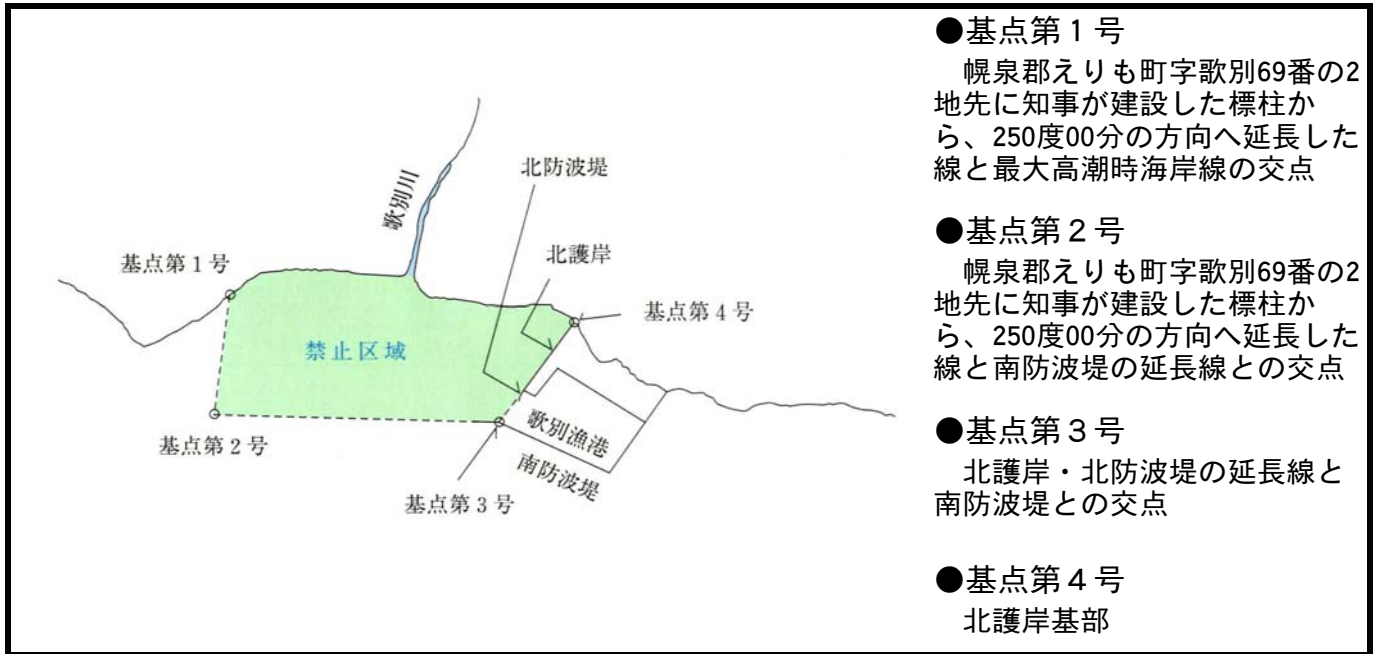 北防波堤
歌別川
北護岸
基点第1号
基点第4号
禁止区域
基点第2号
歌別漁港
南防波堤
基点第3号
●基点第1号
幌泉郡えりも町字歌別69番の2
地先に知事が建設した標柱か
ら、250度00分の方向へ延長した
線と最大高潮時海岸線の交点
●基点第2号
幌泉郡えりも町字歌別69番の2
地先に知事が建設した標柱か
ら、250度00分の方向へ延長した
線と南防波堤の延長線との交点
●基点第3号
北護岸・北防波堤の延長線と
南防波堤との交点
●基点第4号
北護岸基部